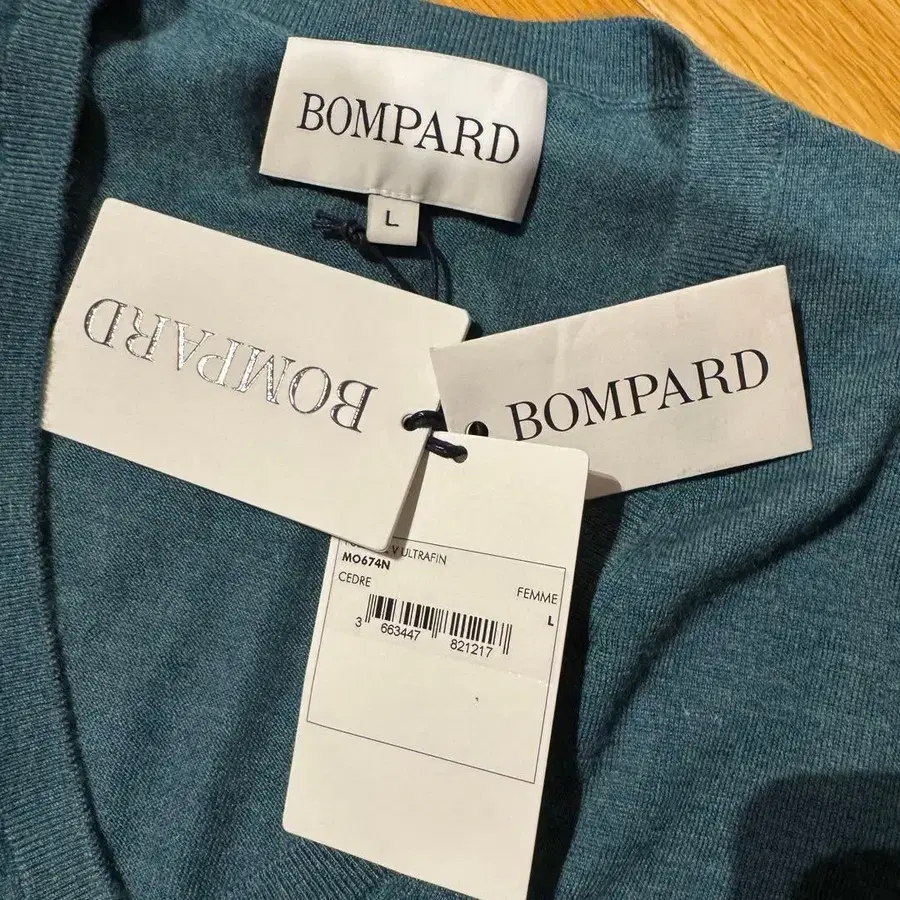 BOMPARD
L
BOMPARD
BOMPARD
V ULTRAFIN
MO674N
CEDRE
FEMME
L
3 663447 821217